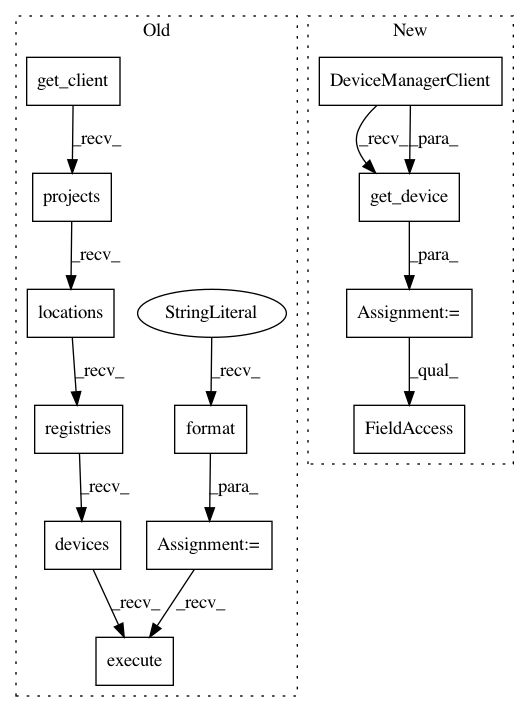 Old
New
get_client
DeviceManagerClient
_recv_
_recv_
_para_
projects
get_device
_recv_
_para_
locations
StringLiteral
Assignment:=
_recv_
_recv_
_qual_
registries
format
FieldAccess
_recv_
_para_
devices
Assignment:=
_recv_
_recv_
execute